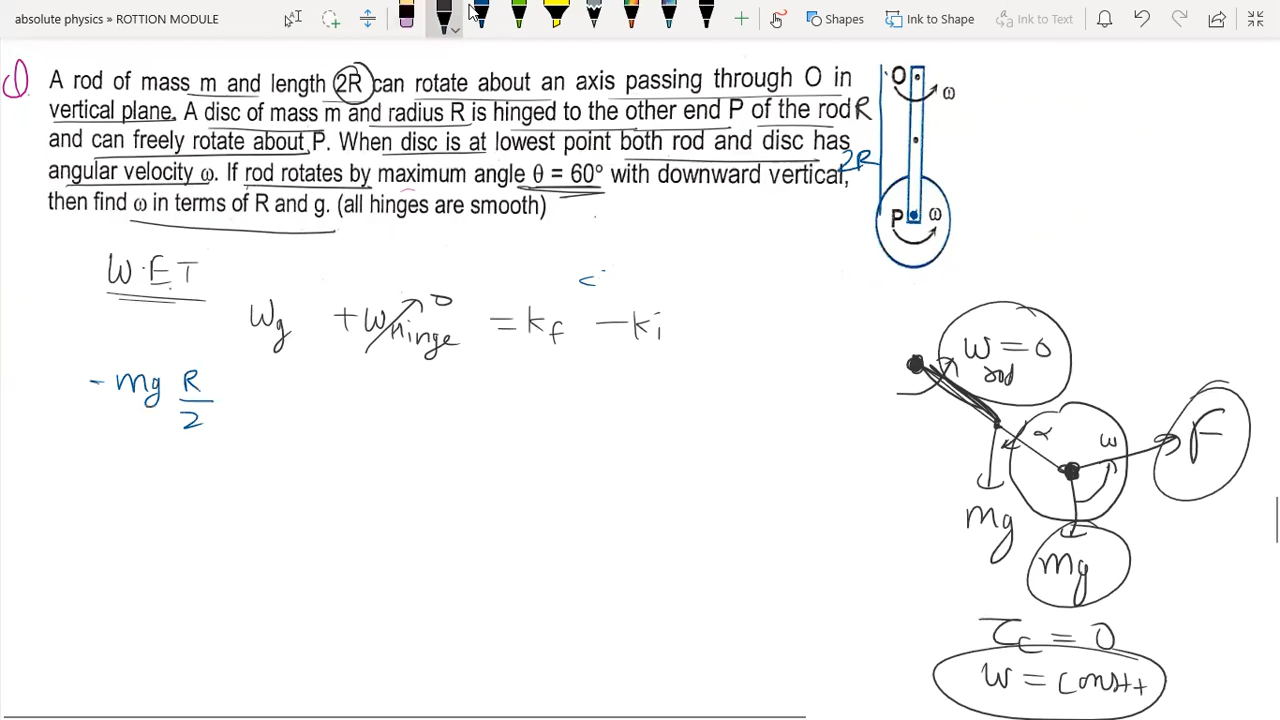 absolute physics » ROTTION MODULE
Shapes
Ink to Shape
Ink to Text
A rod of mass m and length 2R can rotate about an axis passing through O in
vertical plane. A disc of mass m and radius R is hinged to the other end P of the rod
and can freely rotate about P. When disc is at lowest point both rod and disc has
angular velocity ω. If rod rotates by maximum angle θ = 60° with downward vertical,
then find ω in terms of R and g. (all hinges are smooth)
O
ω
R
2R
P ω
W.E.T
Wg + WHinge 0 = Kf - Ki
- mg R/2
W = 0
rod
α
ω
F
mg
mg
τc = 0
W = Constt